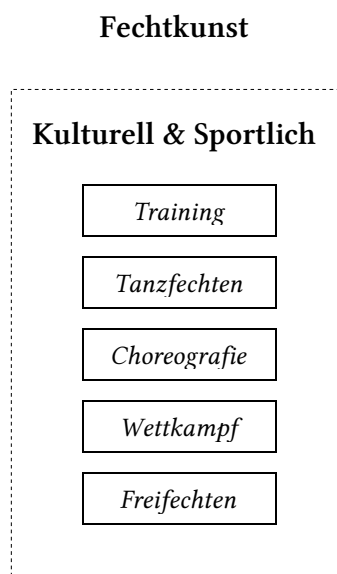 Fechtkunst
Kulturell & Sportlich
Training
Tanzfechten
Choreografie
Wettkampf
Freifechten